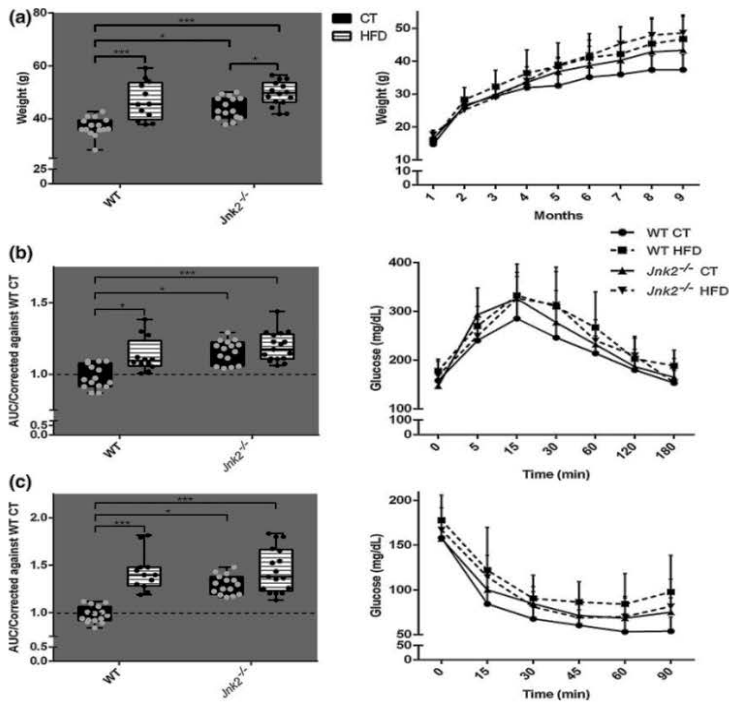 (a)
Weight (g)
80
60
40
25
0
***
*
***
*
WT
Jnk2-/-
CT
HFD
Weight (g)
50
40
30
20
10
10
0
1 2 3 4 5 6 7 8 9
Months
WT CT
WT HFD
Jnk2-/- CT
Jnk2-/- HFD
(b)
AUC/Corrected against WT CT
1.5
1.0
0.5
0.0
***
*
*
WT
Jnk2-/-
Glucose (mg/dL)
400
300
200
100
100
0
0 5 15 30 60 120 180
Time (min)
(c)
AUC/Corrected against WT CT
2.0
1.5
1.0
0.5
0.0
***
*
***
WT
Jnk2-/-
Glucose (mg/dL)
200
150
100
50
50
0
0 15 30 45 60 90
Time (min)